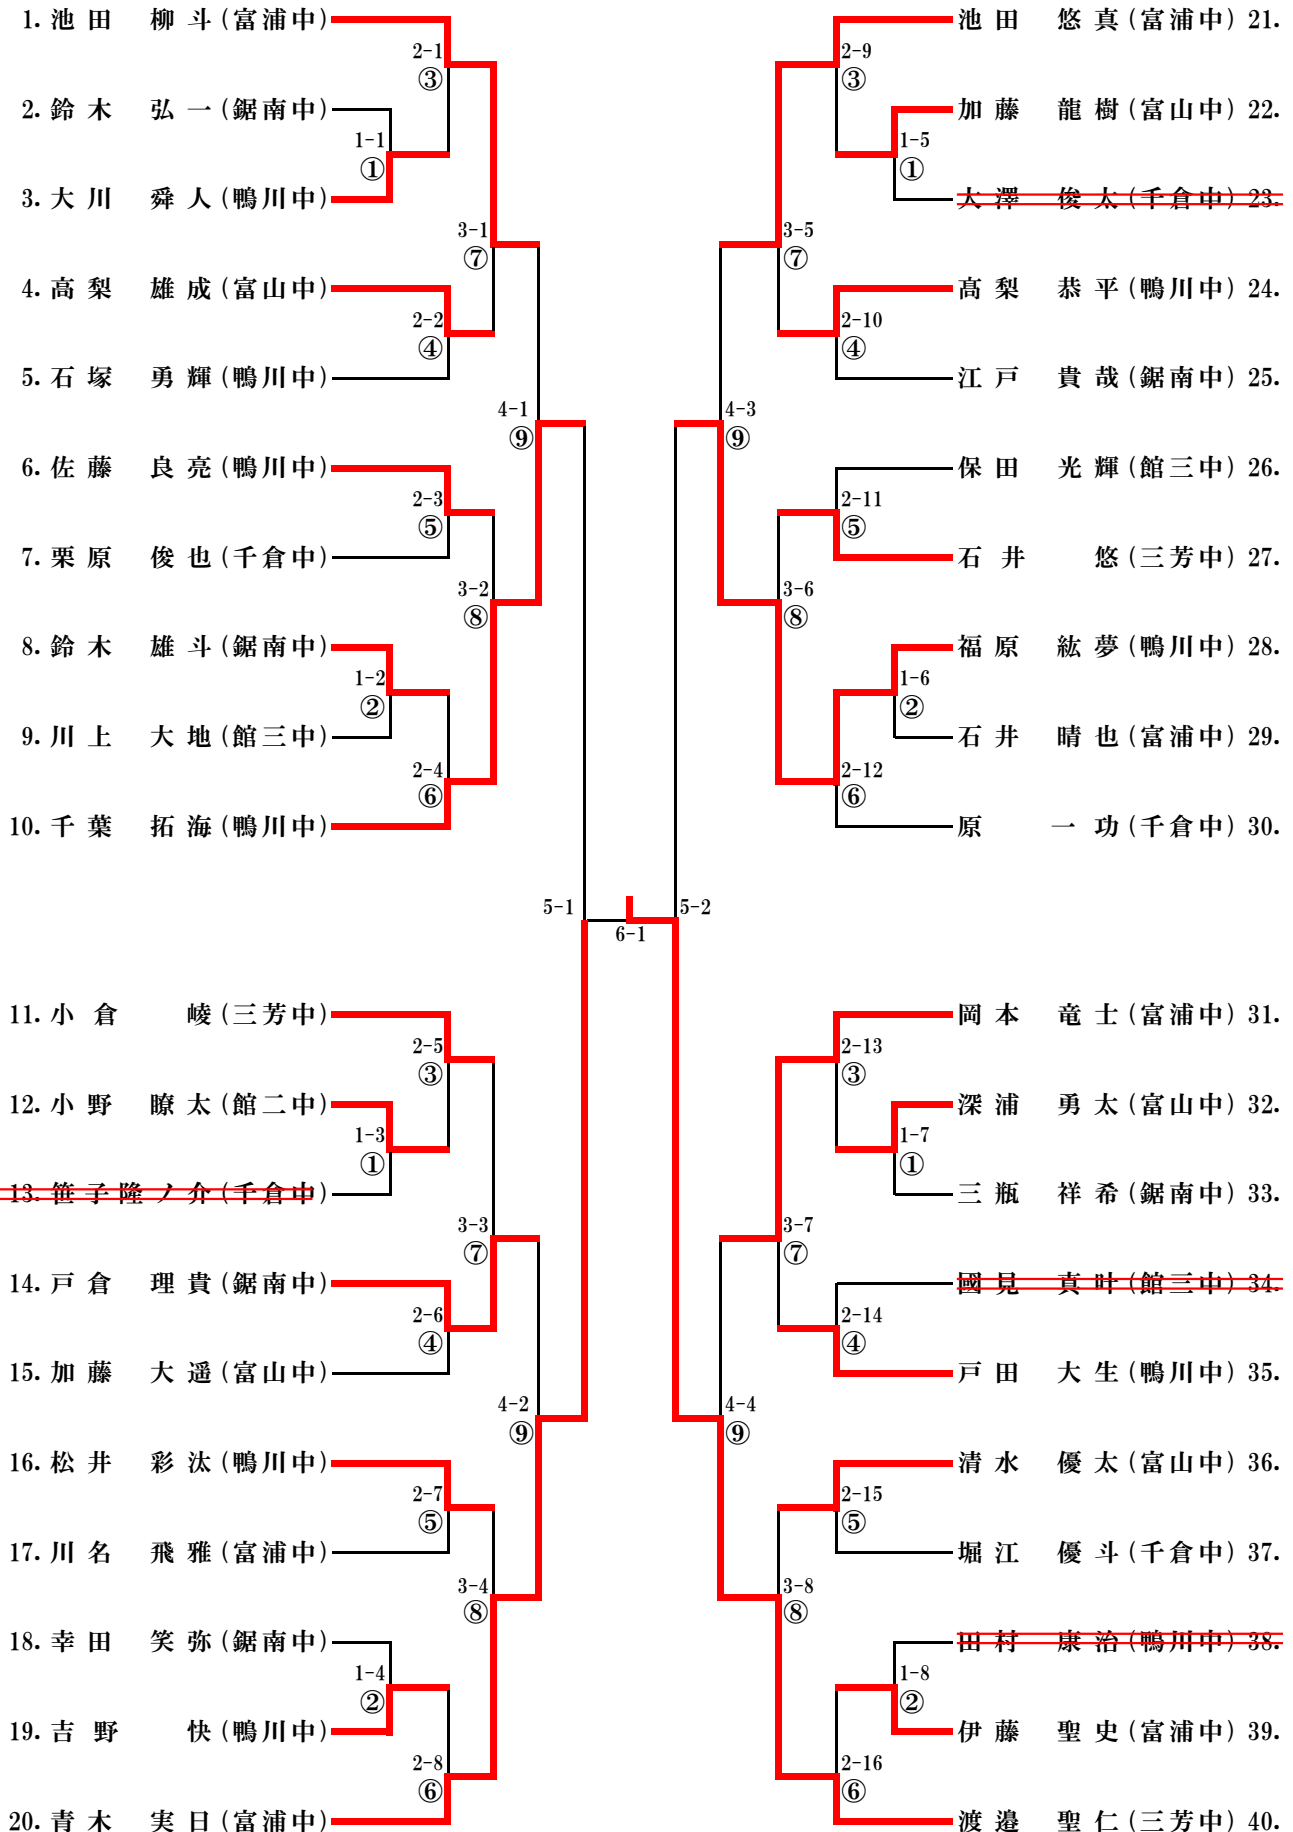 1. 池田 柳斗 (富浦中)
2-1
③
2. 鈴木 弘一 (鋸南中)
1-1
①
3. 大川 舜人 (鴨川中)
3-1
⑦
4. 高梨 雄成 (富山中)
2-2
④
5. 石塚 勇輝 (鴨川中)
4-1
⑨
6. 佐藤 良亮 (鴨川中)
2-3
⑤
7. 栗原 俊也 (千倉中)
3-2
⑧
8. 鈴木 雄斗 (鋸南中)
1-2
②
9. 川上 大地 (館三中)
2-4
⑥
10. 千葉 拓海 (鴨川中)
5-1
6-1
11. 小倉 崚 (三芳中)
2-5
③
12. 小野 瞭太 (館二中)
1-3
①
13. 笹子隆ノ介 (千倉中)
3-3
⑦
14. 戸倉 理貴 (鋸南中)
2-6
④
15. 加藤 大遥 (富山中)
4-2
⑨
16. 松井 彩汰 (鴨川中)
2-7
⑤
17. 川名 飛雅 (富浦中)
3-4
⑧
18. 幸田 笑弥 (鋸南中)
1-4
②
19. 吉野 快 (鴨川中)
2-8
⑥
20. 青木 実日 (富浦中)
池田 悠真 (富浦中) 21.
2-9
③
加藤 龍樹 (富山中) 22.
1-5
①
大澤 俊太 (千倉中) 23.
3-5
⑦
髙梨 恭平 (鴨川中) 24.
2-10
④
江戸 貴哉 (鋸南中) 25.
4-3
⑨
保田 光輝 (館三中) 26.
2-11
⑤
石井 悠 (三芳中) 27.
3-6
⑧
福原 紘夢 (鴨川中) 28.
1-6
②
石井 晴也 (富浦中) 29.
2-12
⑥
原 一功 (千倉中) 30.
5-2
岡本 竜士 (富浦中) 31.
2-13
③
深浦 勇太 (富山中) 32.
1-7
①
三瓶 祥希 (鋸南中) 33.
3-7
⑦
國見 真叶 (館三中) 34.
2-14
④
戸田 大生 (鴨川中) 35.
4-4
⑨
清水 優太 (富山中) 36.
2-15
⑤
堀江 優斗 (千倉中) 37.
3-8
⑧
田村 康治 (鴨川中) 38.
1-8
②
伊藤 聖史 (富浦中) 39.
2-16
⑥
渡邉 聖仁 (三芳中) 40.